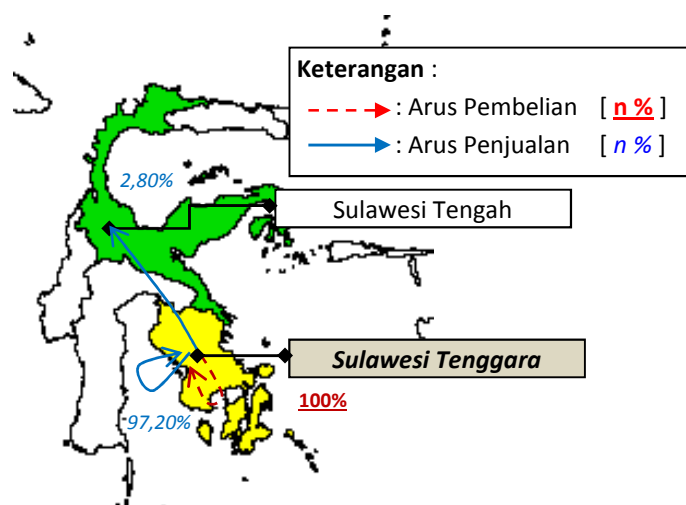 Keterangan :
: Arus Pembelian [ n % ]
: Arus Penjualan [ n % ]
2,80%
Sulawesi Tengah
Sulawesi Tenggara
100%
97,20%